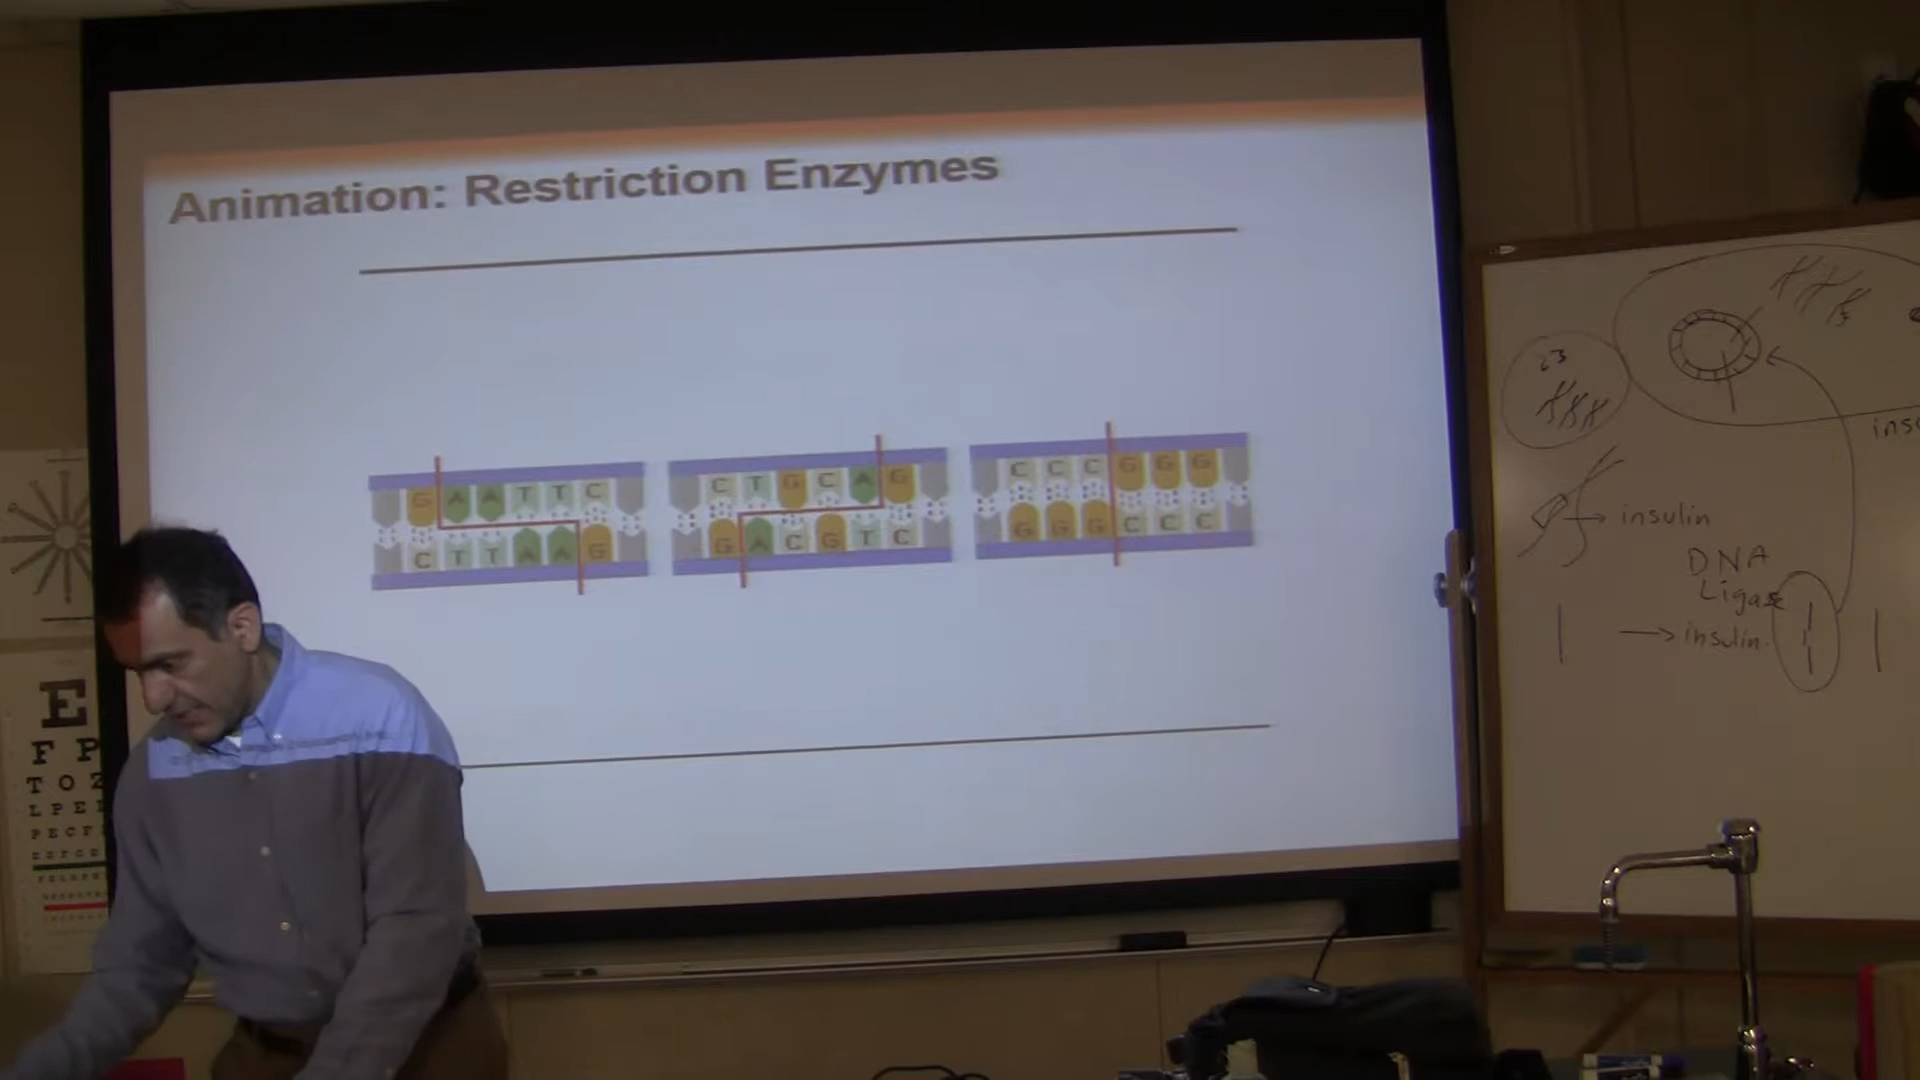 Animation: Restriction Enzymes
G A A T T C
C T T A A G
C T G C A G
G A C G T C
C C C G G G
G G G C C C
insulin
DNA
Ligase
insulin
E
F P
T O Z
L P E
P E C F